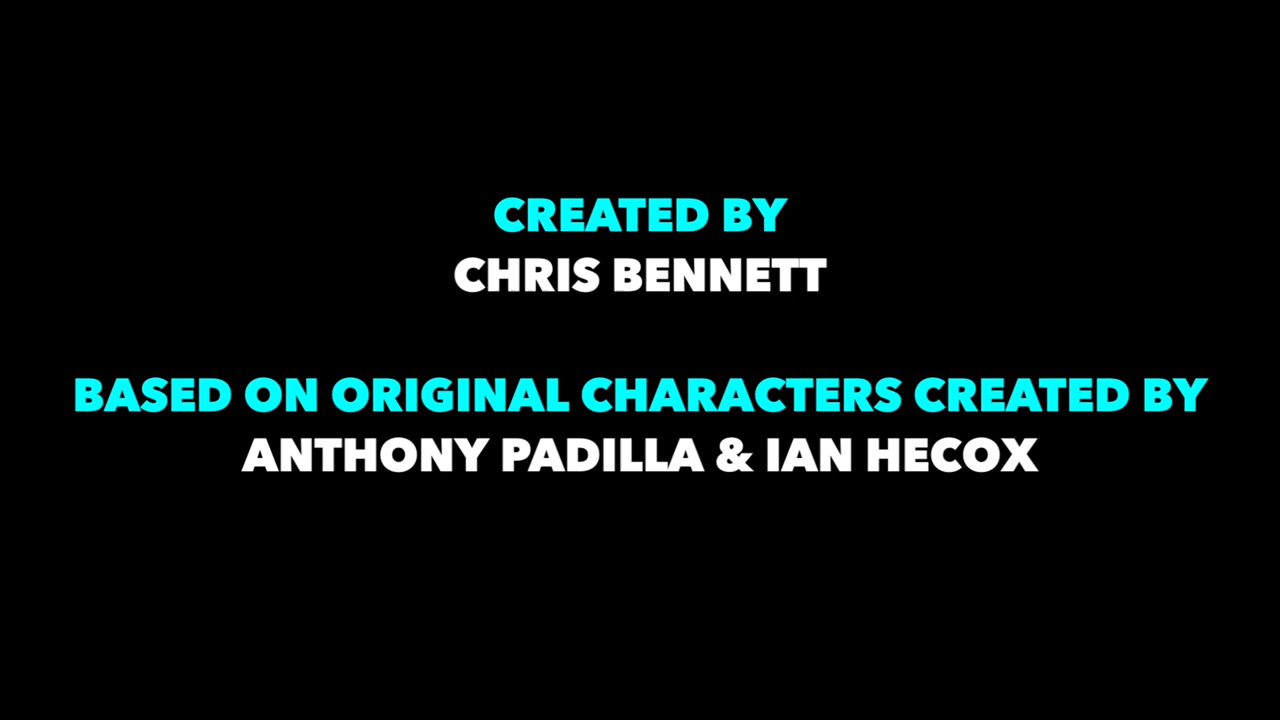 CREATED BY
CHRIS BENNETT
BASED ON ORIGINAL CHARACTERS CREATED BY
ANTHONY PADILLA & IAN HECOX